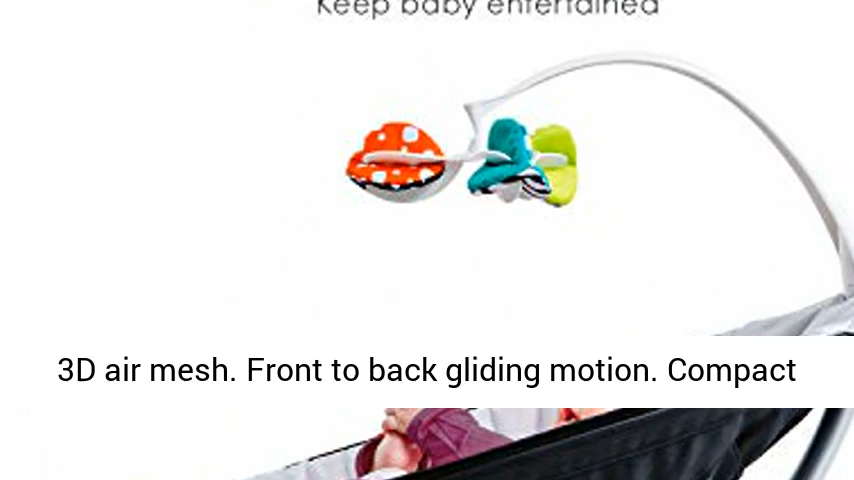 Keep baby entertained
3D air mesh. Front to back gliding motion. Compact